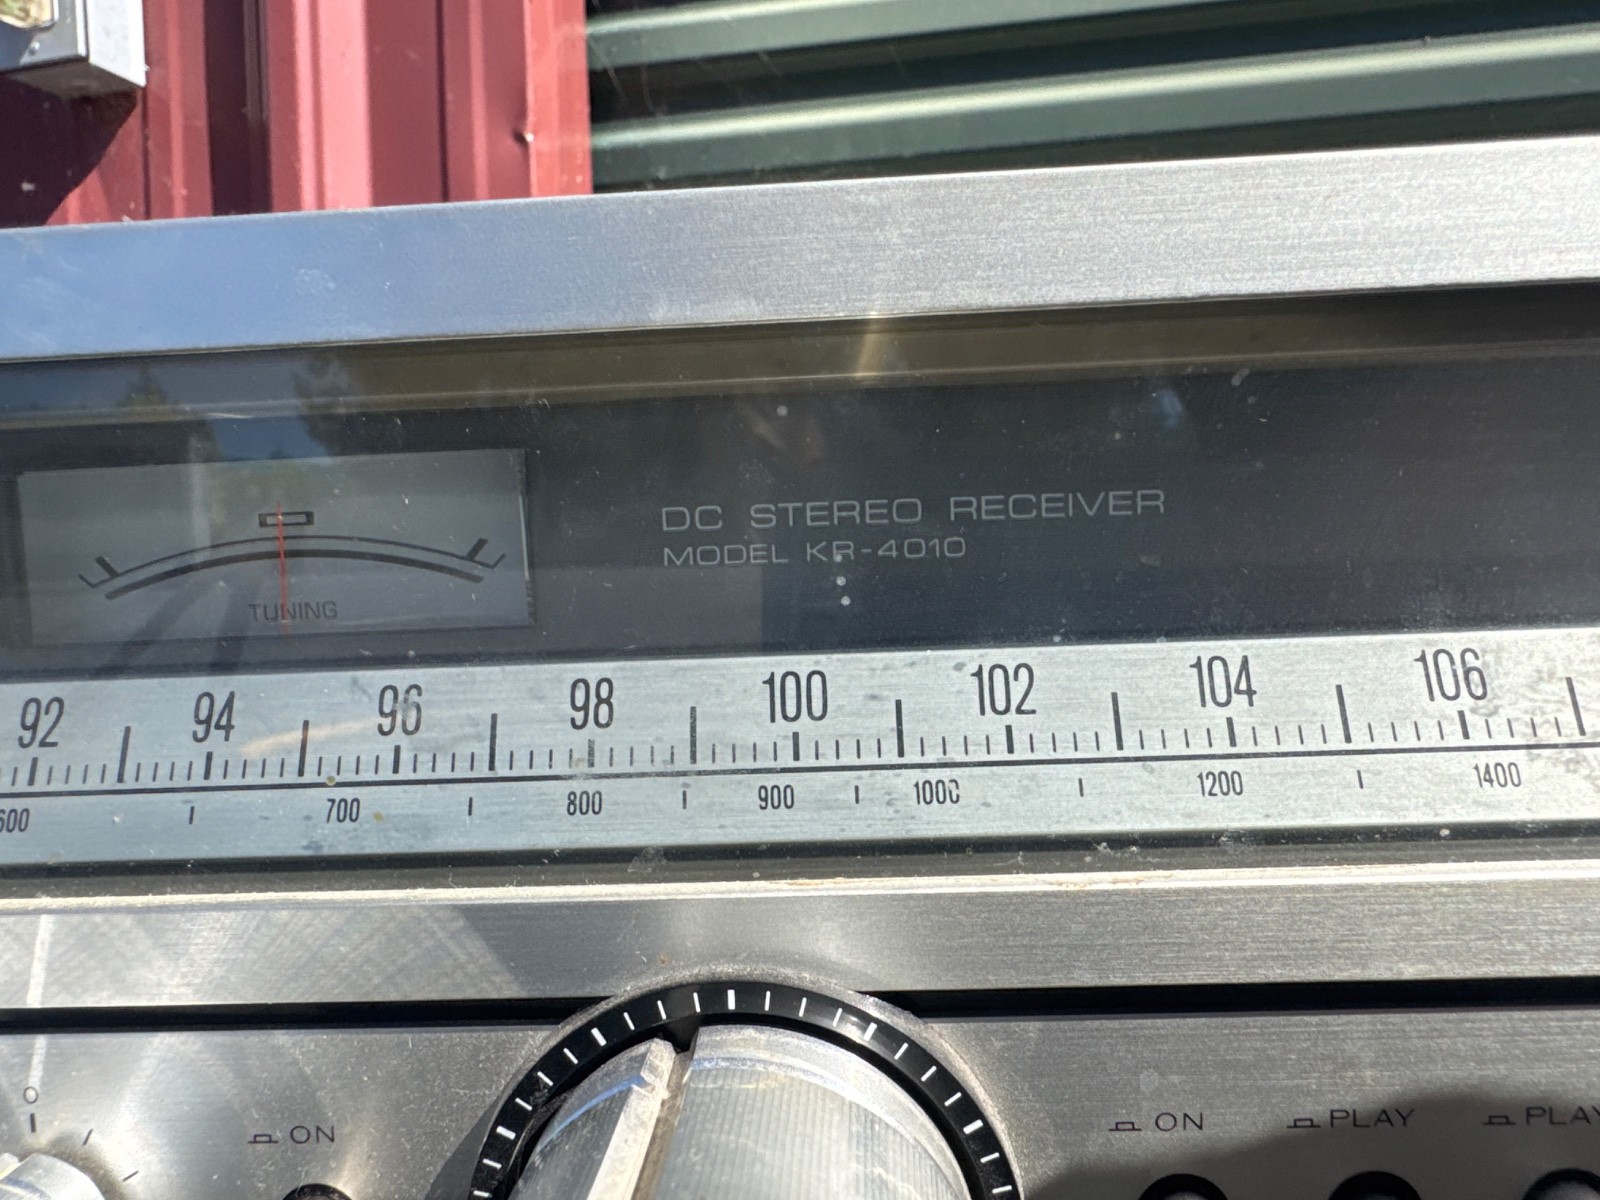 DC STEREO RECEIVER
MODEL KR-4010
TUNING
92 94 96 98 100 102 104 106
600 700 800 900 1000 1200 1400
0
ON
ON
PLAY
PLAY